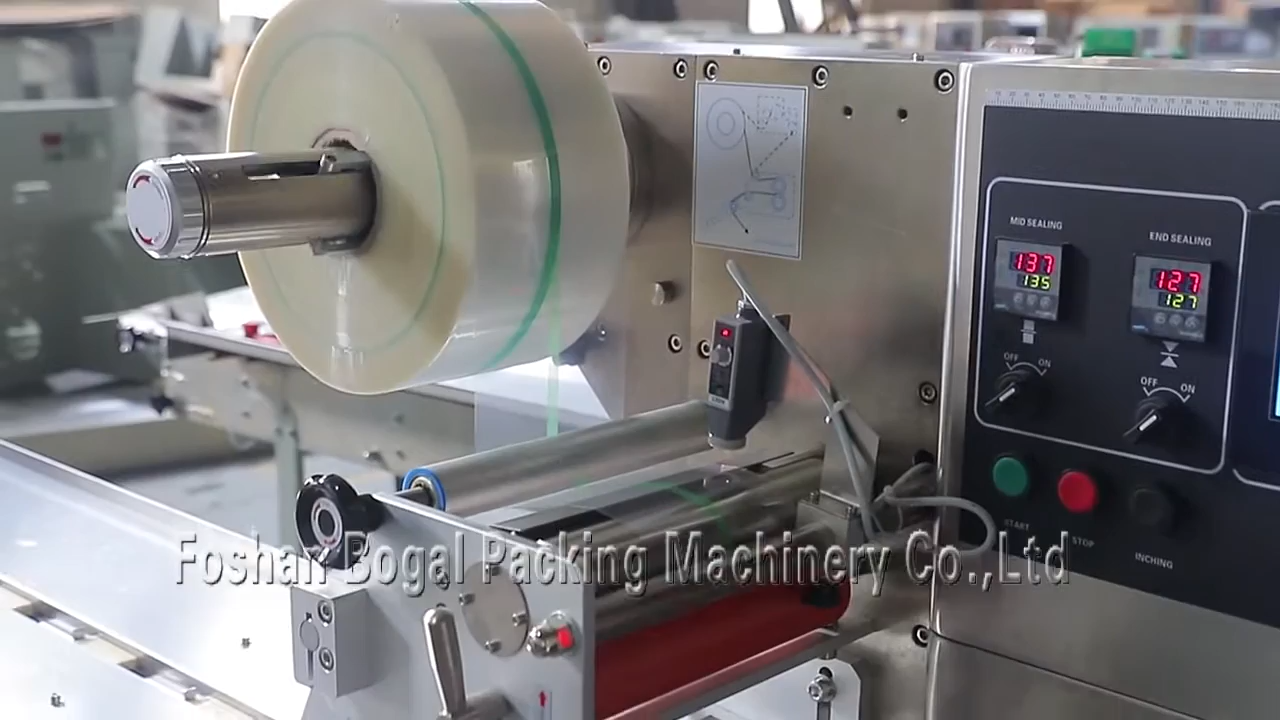 MID SEALING
END SEALING
137
135
127
127
OFF
ON
OFF
ON
START
STOP
INCHING
Foshan Bogal Packing Machinery Co.,Ltd